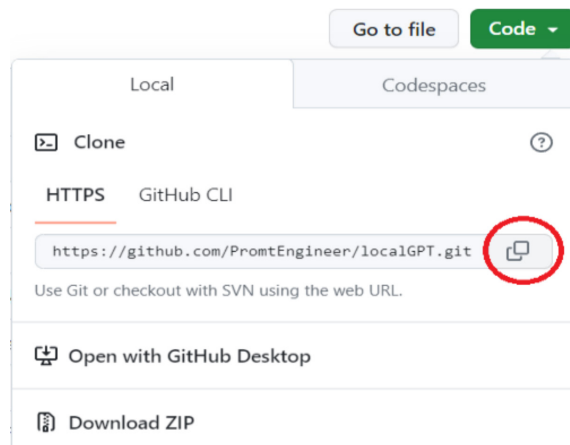 Go to file
Code
Local
Codespaces
Clone
HTTPS
GitHub CLI
https://github.com/PromtEngineer/localGPT.git
Use Git or checkout with SVN using the web URL.
Open with GitHub Desktop
Download ZIP